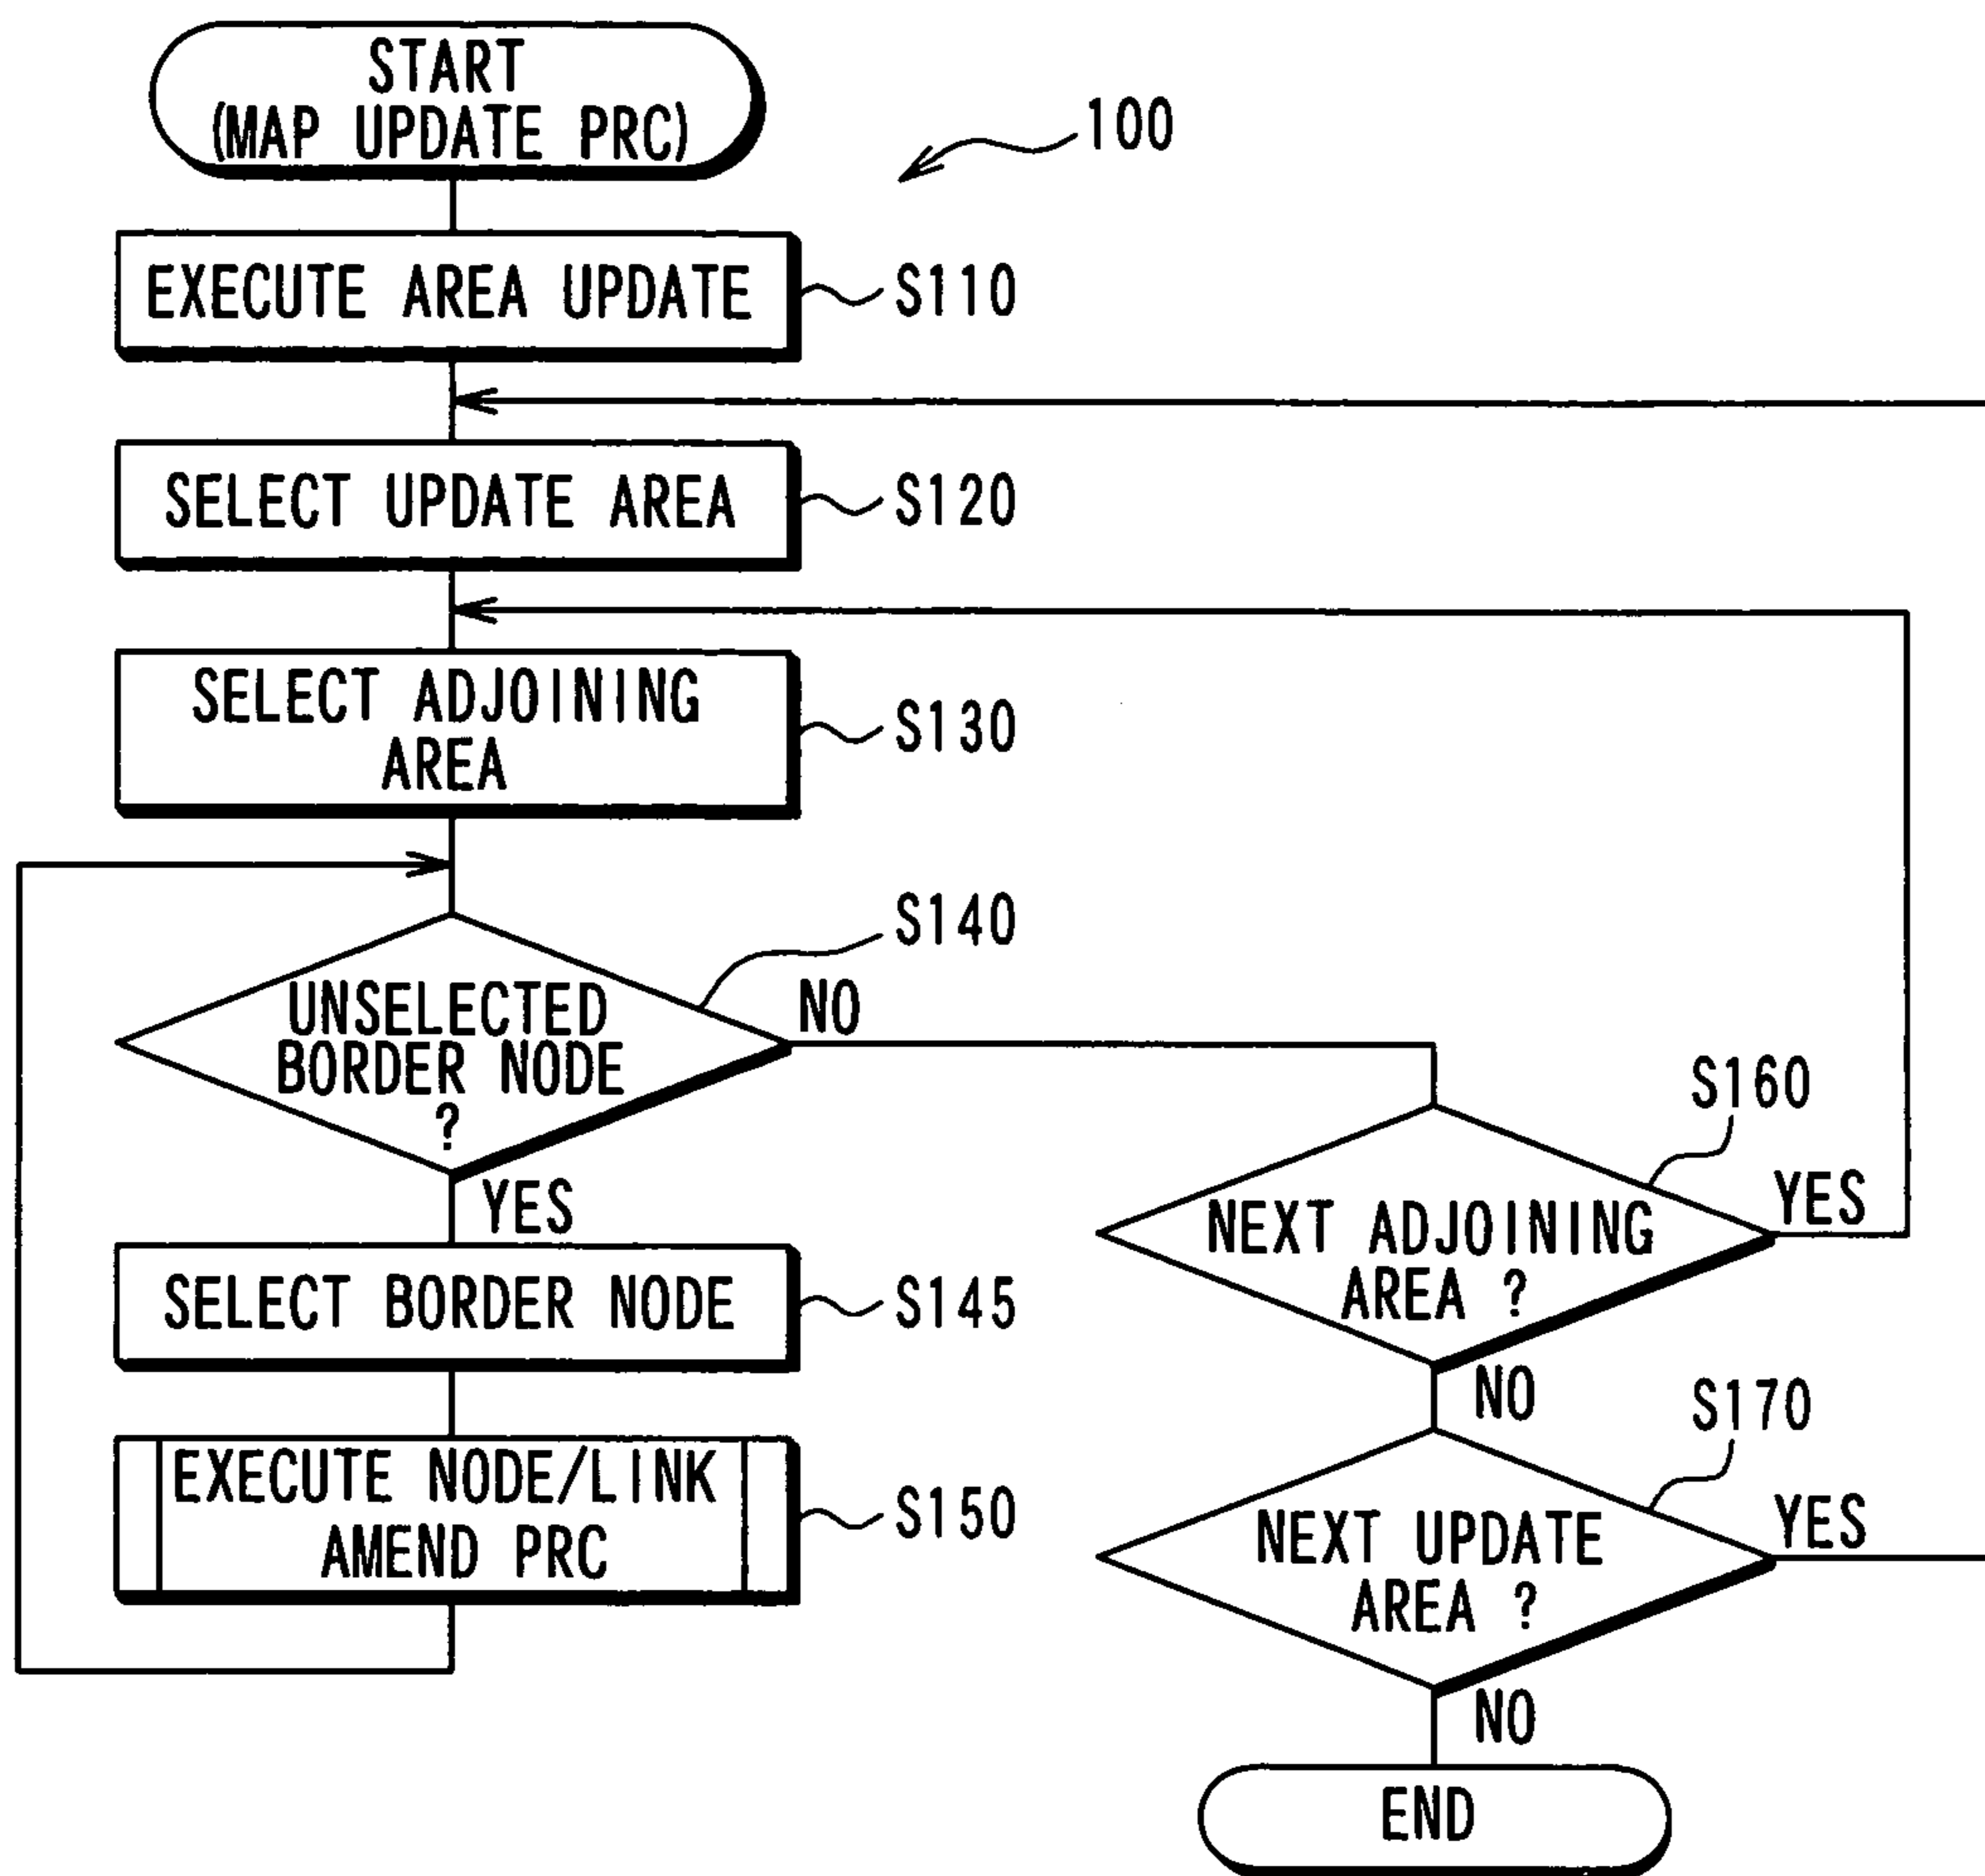 START
(MAP UPDATE PRC)
100
EXECUTE AREA UPDATE
S110
SELECT UPDATE AREA
S120
SELECT ADJOINING
AREA
S130
UNSELECTED
BORDER NODE
?
S140
NO
YES
SELECT BORDER NODE
S145
EXECUTE NODE/LINK
AMEND PRC
S150
NEXT ADJOINING
AREA ?
S160
YES
NO
NEXT UPDATE
AREA ?
S170
YES
NO
END